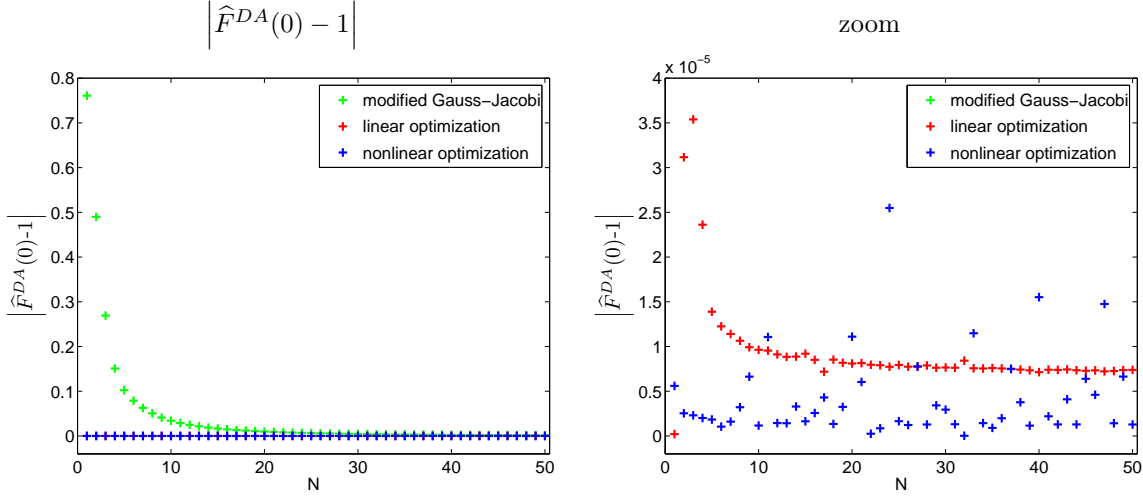 |F̂^{DA}(0) − 1|
0.8
0.7
0.6
0.5
0.4
0.3
0.2
0.1
0
0 10 20 30 40 50
N
|F̂^{DA}(0)-1|
modified Gauss−Jacobi
linear optimization
nonlinear optimization
zoom
x 10^{-5}
4
3.5
3
2.5
2
1.5
1
0.5
0
0 10 20 30 40 50
N
|F̂^{DA}(0)-1|
modified Gauss−Jacobi
linear optimization
nonlinear optimization